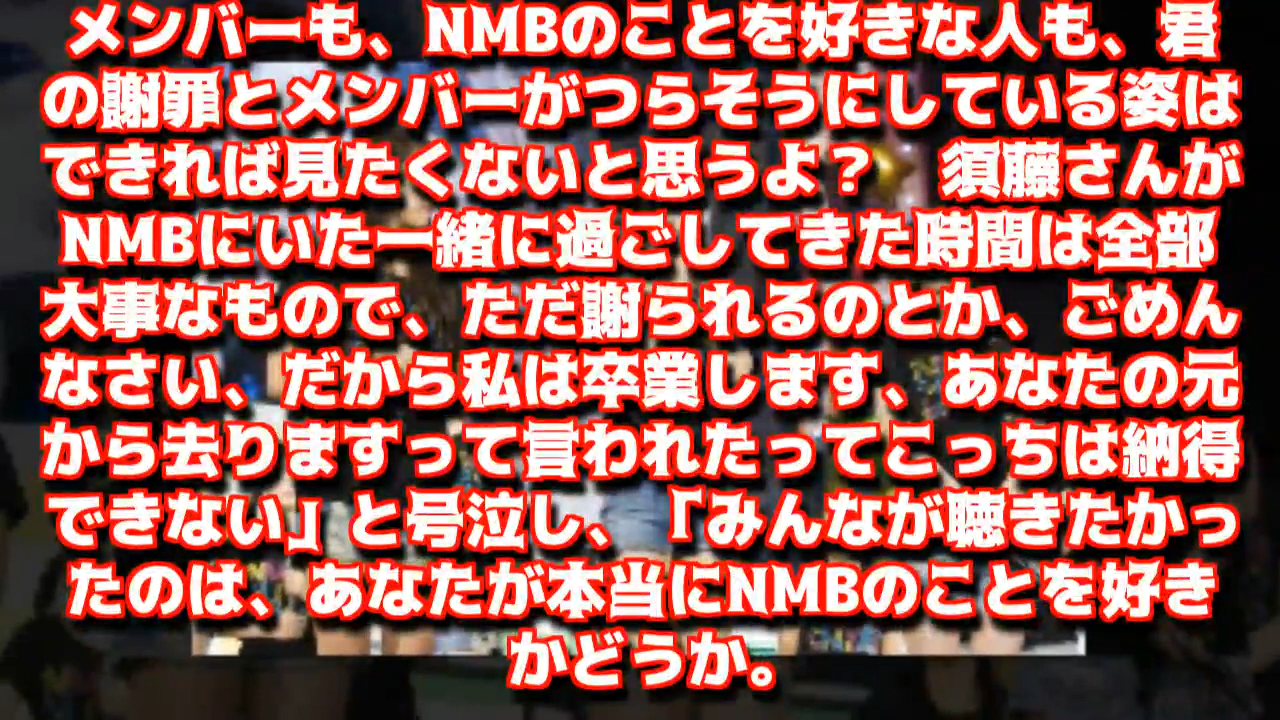 メンバーも、NMBのことを好きな人も、君
の謝罪とメンバーがつらそうにしている姿は
できれば見たくないと思うよ？　須藤さんが
NMBにいた一緒に過ごしてきた時間は全部
大事なもので、ただ謝られるのとか、ごめん
なさい、だから私は卒業します、あなたの元
から去りますって言われたってこっちは納得
できない」と号泣し、「みんなが聴きたかっ
たのは、あなたが本当にNMBのことを好き
かどうか。